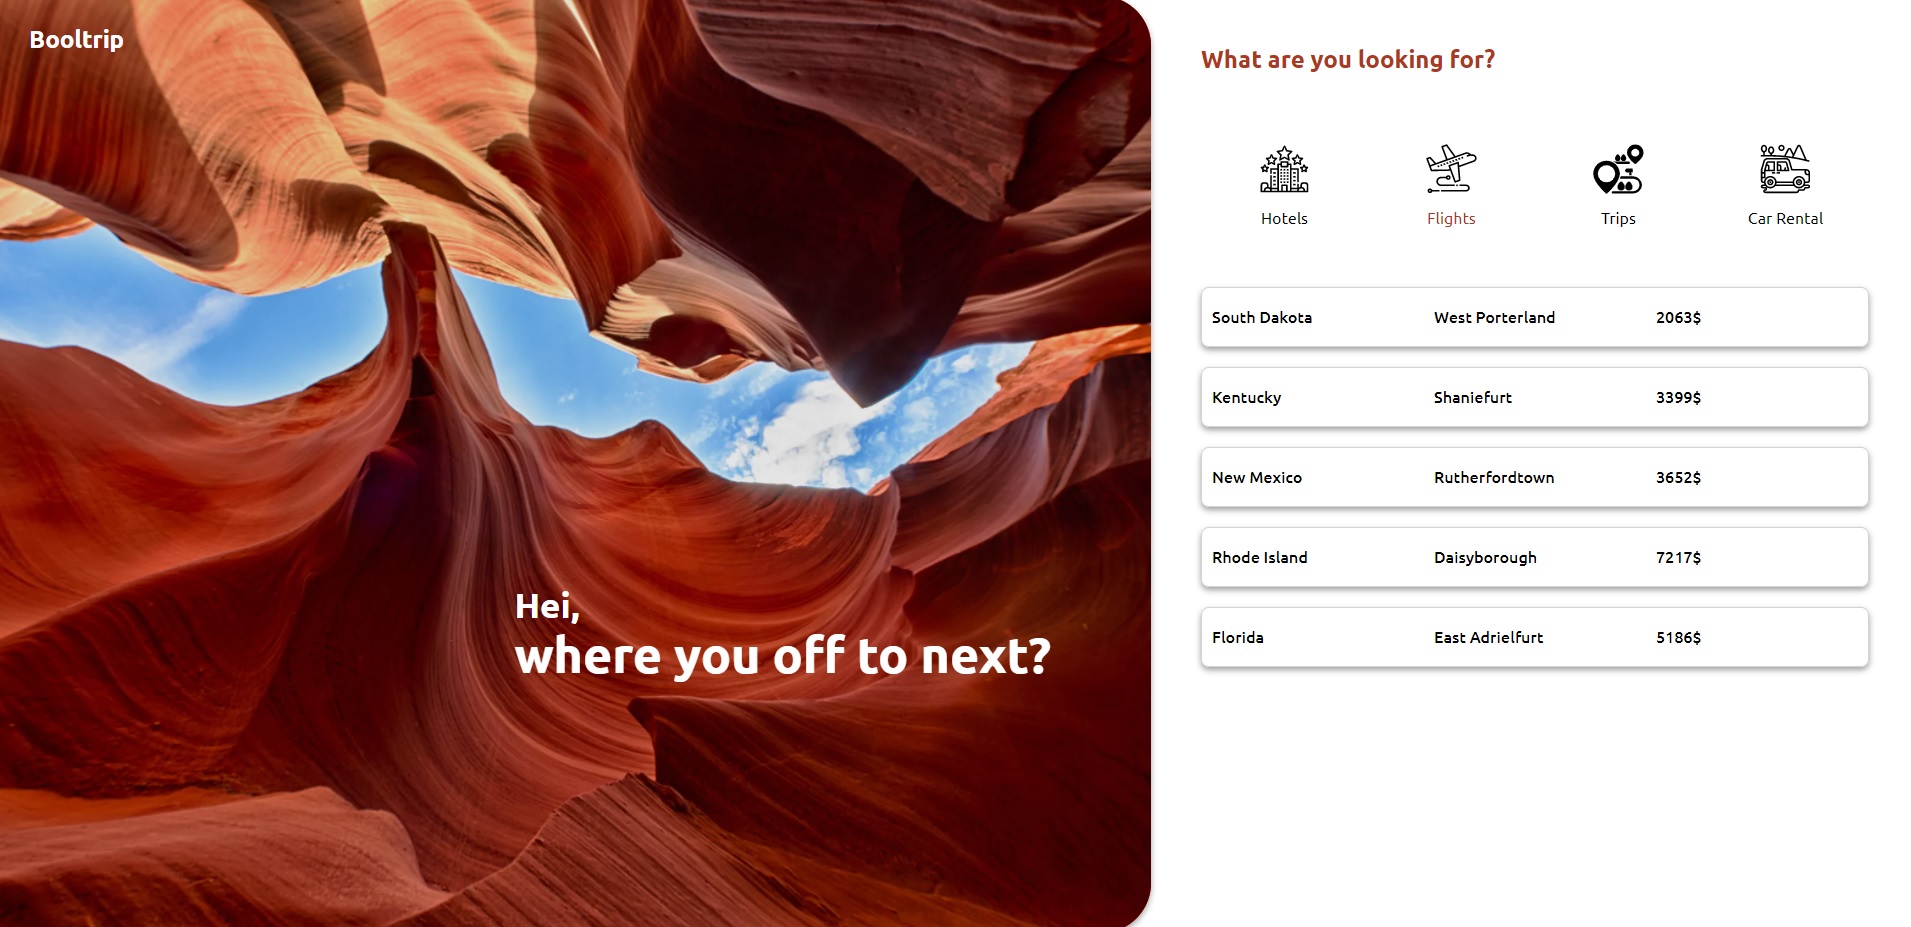 Booltrip
Hei,
where you off to next?
What are you looking for?
Hotels Flights Trips Car Rental
South Dakota West Porterland 2063$
Kentucky Shaniefurt 3399$
New Mexico Rutherfordtown 3652$
Rhode Island Daisyborough 7217$
Florida East Adrielfurt 5186$